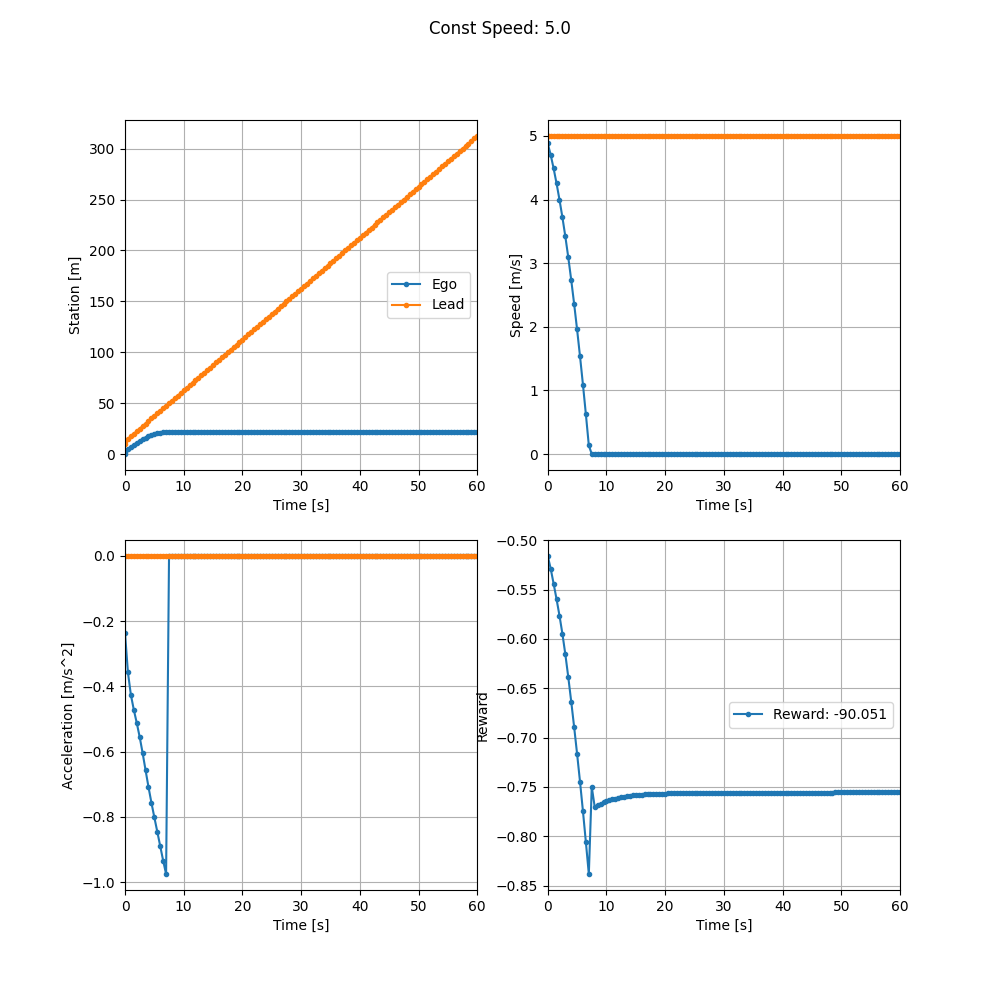 Const Speed: 5.0
Station [m]
300
250
200
150
100
50
0
Ego
Lead
0 10 20 30 40 50 60
Time [s]
Speed [m/s]
5
4
3
2
1
0
0 10 20 30 40 50 60
Time [s]
Acceleration [m/s^2]
0.0
−0.2
−0.4
−0.6
−0.8
−1.0
0 10 20 30 40 50 60
Time [s]
Reward
−0.50
−0.55
−0.60
−0.65
−0.70
−0.75
−0.80
−0.85
Reward: -90.051
0 10 20 30 40 50 60
Time [s]